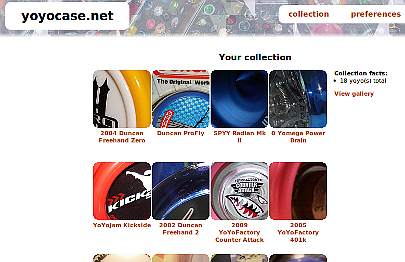 yoyocase.net
collection
preferences
Your collection
Collection facts:
18 yoyo(s) total
View gallery
The Original
2004 Duncan
Freehand Zero
Duncan ProFly
SPYY Radian Mk
II
0 Yomega Power
Brain
KICKS
COUNTER
ATTACK
YoYoJam Kickside
2002 Duncan
Freehand 2
2009
YoYoFactory
Counter Attack
2005
YoYoFactory
401k